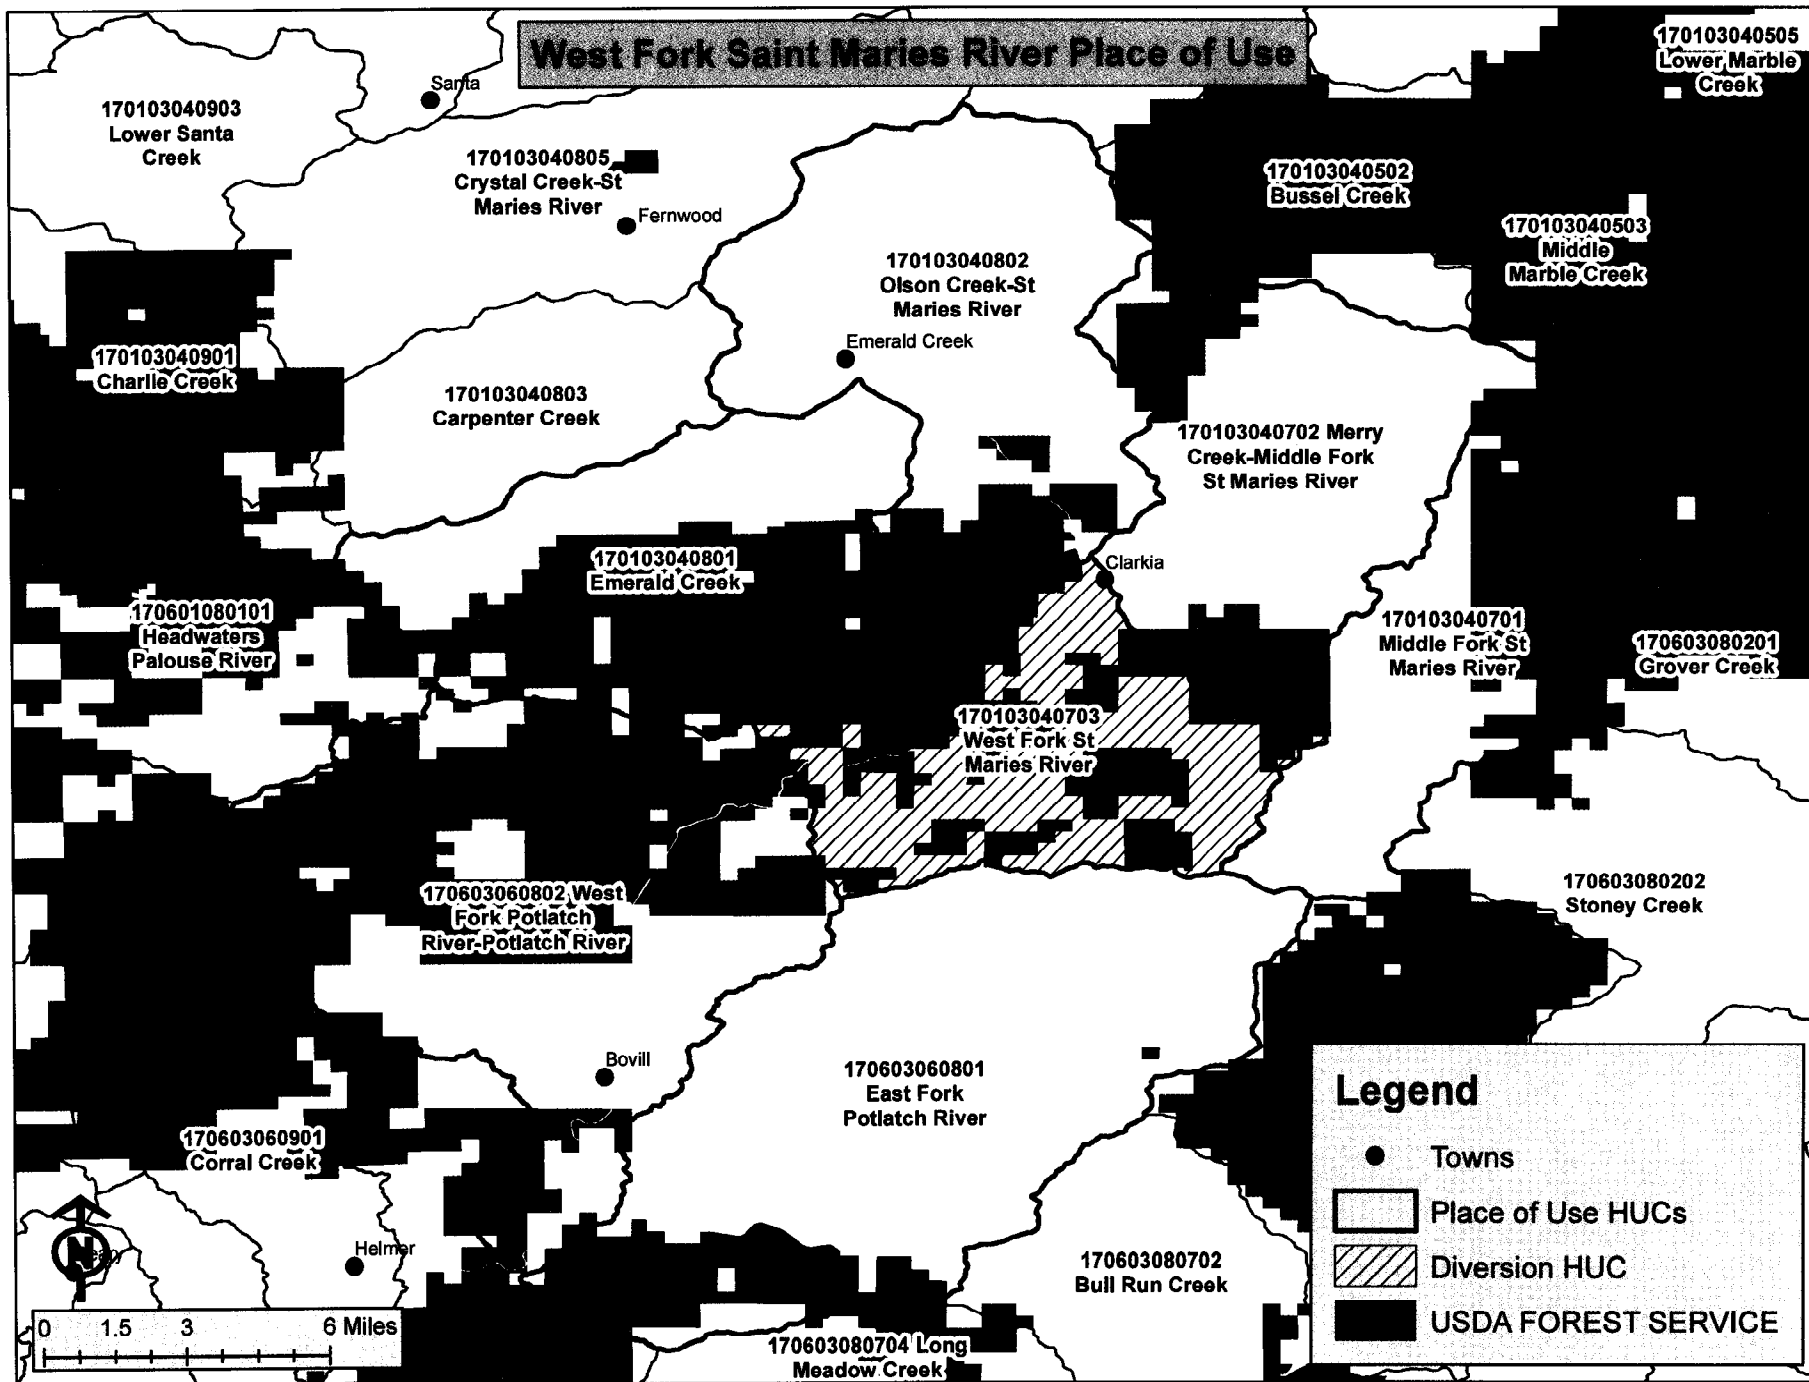 West Fork Saint Maries River Place of Use
170103040505
Lower Marble
Creek
Santa
170103040903
Lower Santa
Creek
170103040805
Crystal Creek-St
Maries River
Fernwood
170103040502
Bussel Creek
170103040503
Middle
Marble Creek
170103040802
Olson Creek-St
Maries River
Emerald Creek
170103040901
Charlie Creek
170103040803
Carpenter Creek
170103040702 Merry
Creek-Middle Fork
St Maries River
170103040801
Emerald Creek
Clarkia
170601080101
Headwaters
Palouse River
170103040701
Middle Fork St
Maries River
170603080201
Grover Creek
170103040703
West Fork St
Maries River
170603060802 West
Fork Potlatch
River-Potlatch River
170603080202
Stoney Creek
Bovill
170603060801
East Fork
Potlatch River
170603060901
Corral Creek
Helmer
N
170603080702
Bull Run Creek
1706603080704 Long
Meadow Creek
0 1.5 3 6 Miles
Legend
Towns
Place of Use HUCs
Diversion HUC
USDA FOREST SERVICE